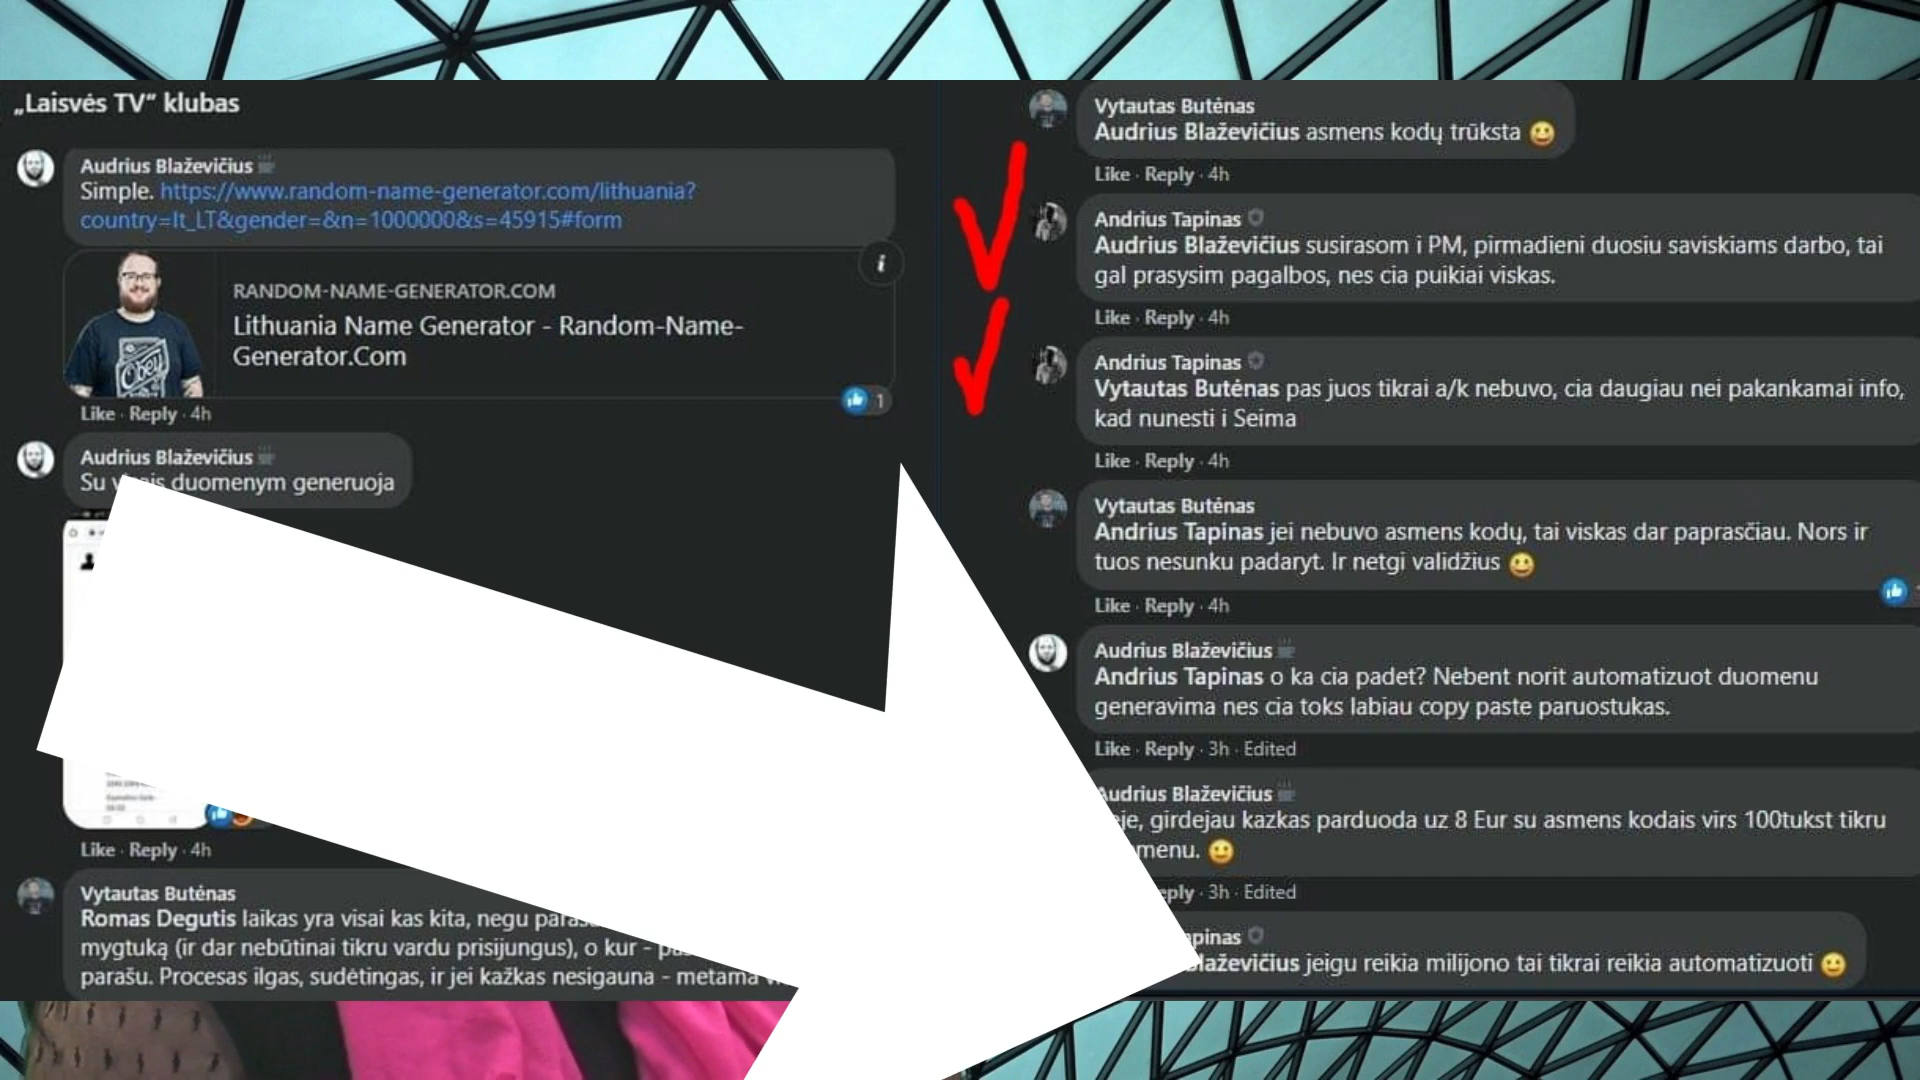 „Laisvės TV“ klubas
Audrius Blaževičius
Simple. https://www.random-name-generator.com/lithuania?
country=lt_LT&gender=&n=1000000&s=45915#form
RANDOM-NAME-GENERATOR.COM
Lithuania Name Generator - Random-Name-
Generator.Com
Obey
i
1
Like · Reply · 4h
Audrius Blaževičius
Su duomenym generuoja
Like · Reply · 4h
Vytautas Butėnas
Romas Degutis laikas yra visai kas kita, negu
mygtuką (ir dar nebūtinai tikru vardu prisijungus), o kur -
parašu. Procesas ilgas, sudėtingas, ir jei kažkas nesigauna - metama
Vytautas Butėnas
Audrius Blaževičius asmens kodų trūksta 😀
Like · Reply · 4h
Andrius Tapinas
Audrius Blaževičius susirasom i PM, pirmadieni duosiu saviskiams darbo, tai
gal prasysim pagalbos, nes cia puikiai viskas.
Like · Reply · 4h
Andrius Tapinas
Vytautas Butėnas pas juos tikrai a/k nebuvo, cia daugiau nei pakankamai info,
kad nunesti i Seima
Like · Reply · 4h
Vytautas Butėnas
Andrius Tapinas jei nebuvo asmens kodų, tai viskas dar paprasčiau. Nors ir
tuos nesunku padaryt. Ir netgi validžius 😀
Like · Reply · 4h
Audrius Blaževičius
Andrius Tapinas o ka cia padet? Nebent norit automatizuot duomenu
generavima nes cia toks labiau copy paste paruostukas.
Like · Reply · 3h · Edited
Audrius Blaževičius
girdejau kazkas parduoda uz 8 Eur su asmens kodais virs 100tukst tikru
😀
3h · Edited
jeigu reikia milijono tai tikrai reikia automatizuoti 😉